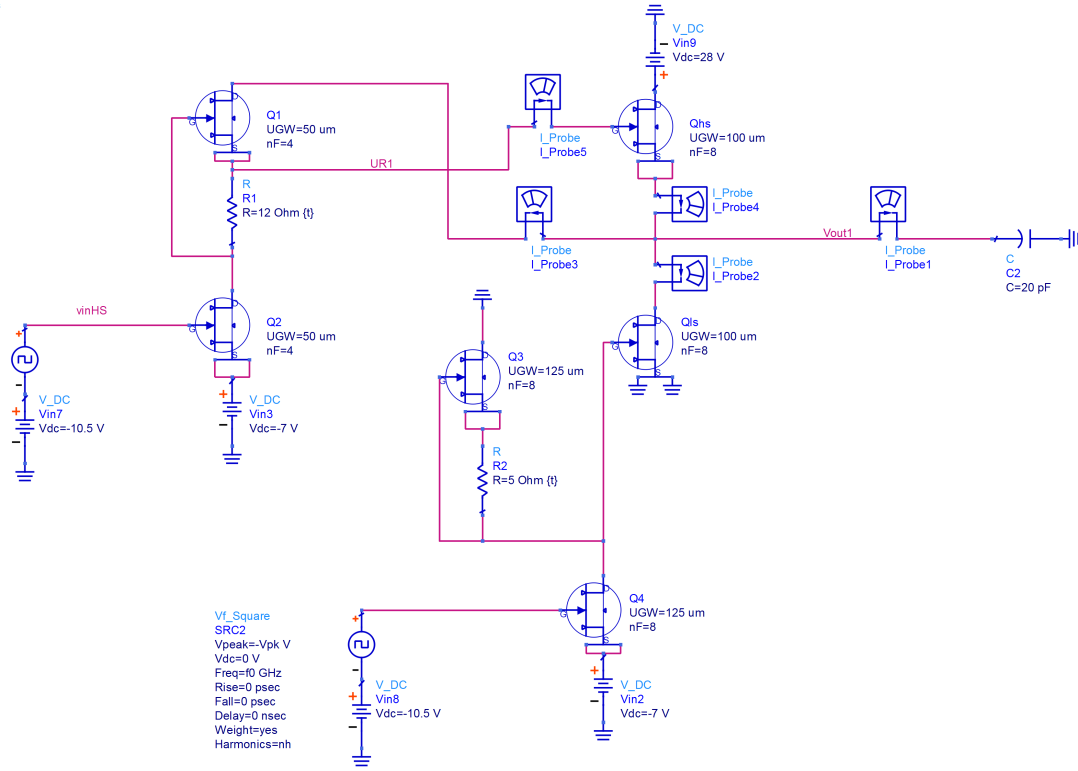 V_DC
Vin9
Vdc=28 V
D
G
S
Q1
UGW=50 um
nF=4
I_Probe
I_Probe5
D
G
S
Qhs
UGW=100 um
nF=8
UR1
R
R1
R=12 Ohm {t}
I_Probe
I_Probe3
I_Probe
I_Probe4
Vout1
I_Probe
I_Probe1
C
C2
C=20 pF
I_Probe
I_Probe2
vinHS
D
G
S
Q2
UGW=50 um
nF=4
D
G
S
Qls
UGW=100 um
nF=8
D
G
S
Q3
UGW=125 um
nF=8
V_DC
Vin7
Vdc=-10.5 V
V_DC
Vin3
Vdc=-7 V
R
R2
R=5 Ohm {t}
D
G
S
Q4
UGW=125 um
nF=8
Vf_Square
SRC2
Vpeak=-Vpk V
Vdc=0 V
Freq=f0 GHz
Rise=0 psec
Fall=0 psec
Delay=0 nsec
Weight=yes
Harmonics=nh
V_DC
Vin8
Vdc=-10.5 V
V_DC
Vin2
Vdc=-7 V